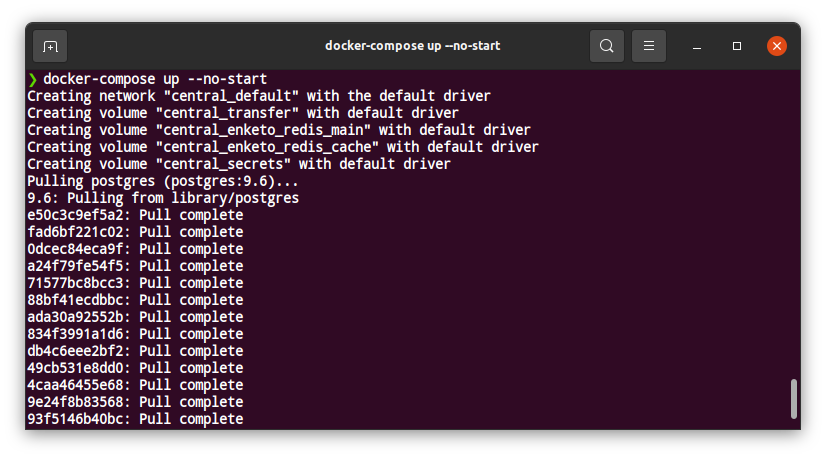 docker-compose up --no-start
❯ docker-compose up --no-start
Creating network "central_default" with the default driver
Creating volume "central_transfer" with default driver
Creating volume "central_enketo_redis_main" with default driver
Creating volume "central_enketo_redis_cache" with default driver
Creating volume "central_secrets" with default driver
Pulling postgres (postgres:9.6)...
9.6: Pulling from library/postgres
e50c3c9ef5a2: Pull complete
fad6bf221c02: Pull complete
0dcec84eca9f: Pull complete
a24f79fe54f5: Pull complete
71577bc8bcc3: Pull complete
88bf41ecdbbc: Pull complete
ada30a92552b: Pull complete
834f3991a1d6: Pull complete
db4c6eee2bf2: Pull complete
49cb531e8dd0: Pull complete
4caa46455e68: Pull complete
9e24f8b83568: Pull complete
93f5146b40bc: Pull complete